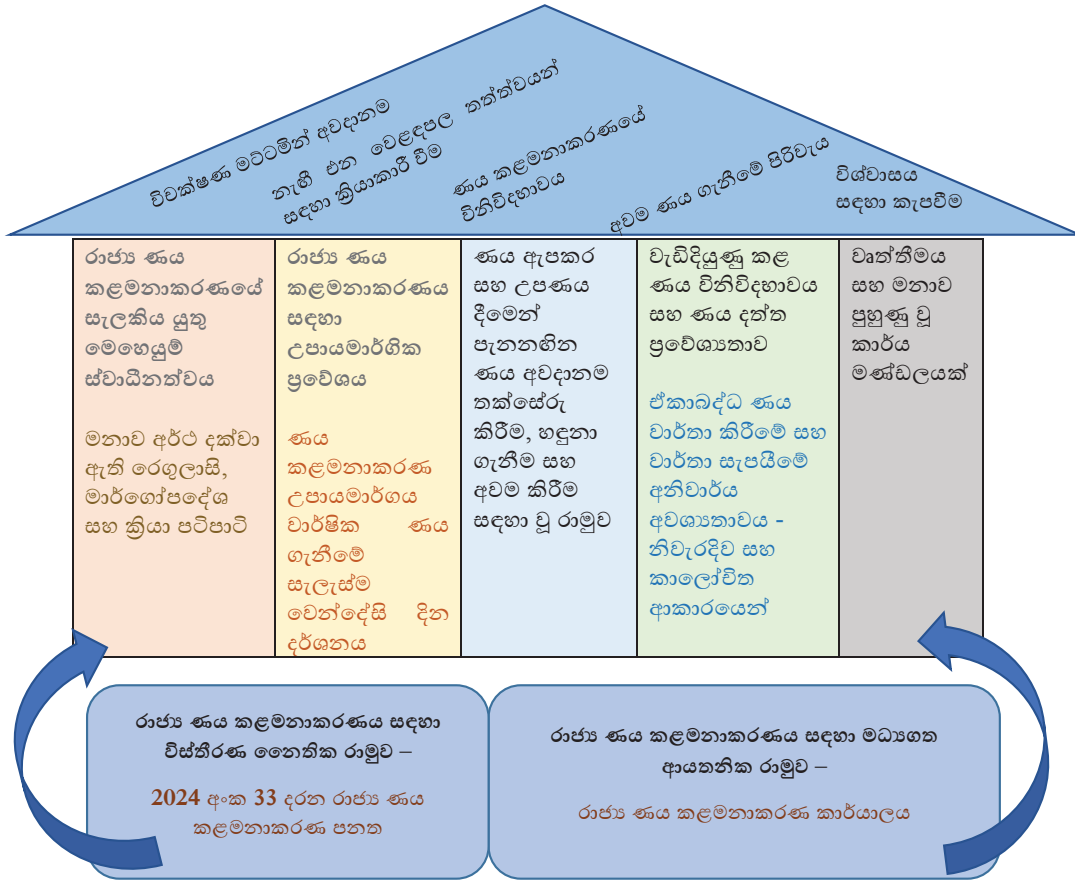 විචක්ෂණ මට්ටමින් අවදානම
නැඟී එන වෙළඳපල තත්ත්වයන්
සඳහා ක්‍රියාකාරී වීම
ණය කළමනාකරණයේ
විනිවිදභාවය
අවම ණය ගැනීමේ පිරිවැය
විශ්වාසය
සඳහා කැපවීම
රාජ්‍ය ණය
කළමනාකරණයේ
සැලකිය යුතු
මෙහෙයුම්
ස්වාධීනත්වය
මනාව අර්ථ දක්වා
ඇති රෙගුලාසි,
මාර්ගෝපදේශ
සහ ක්‍රියා පටිපාටි
රාජ්‍ය ණය
කළමනාකරණය
සඳහා
උපායමාර්ගික
ප්‍රවේශය
ණය
කළමනාකරණ
උපායමාර්ගය
වාර්ෂික ණය
ගැනීමේ
සැලැස්ම
වෙන්දේසි දින
දර්ශනය
ණය ඇපකර
සහ උපණය
දීමෙන්
පැනනඟින
ණය අවදානම
තක්සේරු
කිරීම, හඳුනා
ගැනීම සහ
අවම කිරීම
සඳහා වූ රාමුව
වැඩිදියුණු කළ
ණය විනිවිදභාවය
සහ ණය දත්ත
ප්‍රවේශ්‍යතාව
ඒකාබද්ධ ණය
වාර්තා කිරීමේ සහ
වාර්තා සැපයීමේ
අනිවාර්ය
අවශ්‍යතාවය -
නිවැරදිව සහ
කාලෝචිත
ආකාරයෙන්
වෘත්තීමය
සහ මනාව
පුහුණු වූ
කාර්ය
මණ්ඩලයක්
රාජ්‍ය ණය කළමනාකරණය සඳහා
විස්තීරණ නෛතික රාමුව –
2024 අංක 33 දරන රාජ්‍ය ණය
කළමනාකරණ පනත
රාජ්‍ය ණය කළමනාකරණය සඳහා මධ්‍යගත
ආයතනික රාමුව –
රාජ්‍ය ණය කළමනාකරණ කාර්යාලය